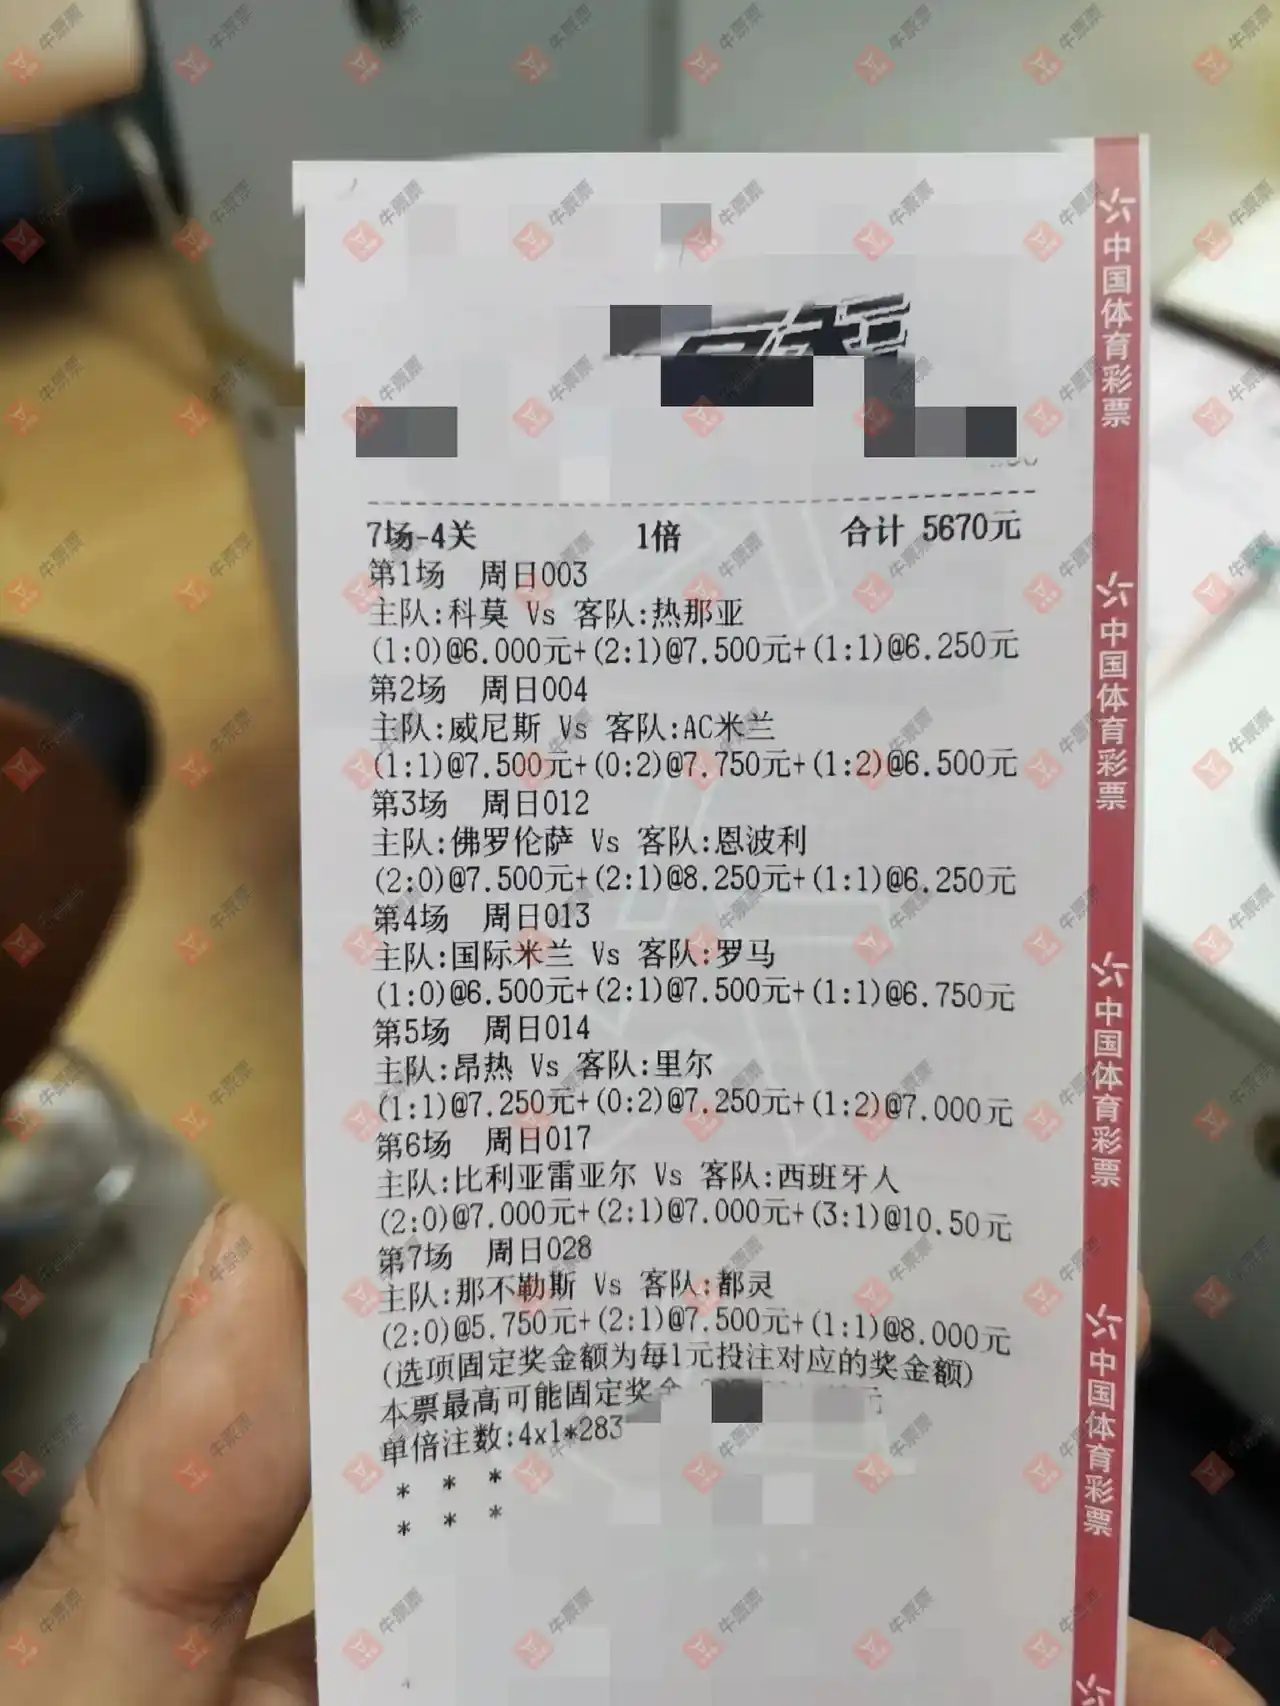 7场-4关 1倍 合计 5670元
第1场 周日003
主队:科莫 Vs 客队:热那亚
(1:0)@6.000元+(2:1)@7.500元+(1:1)@6.250元
第2场 周日004
主队:威尼斯 Vs 客队:AC米兰
(1:1)@7.500元+(0:2)@7.750元+(1:2)@6.500元
第3场 周日012
主队:佛罗伦萨 Vs 客队:恩波利
(2:0)@7.500元+(2:1)@8.250元+(1:1)@6.250元
第4场 周日013
主队:国际米兰 Vs 客队:罗马
(1:0)@6.500元+(2:1)@7.500元+(1:1)@6.750元
第5场 周日014
主队:昂热 Vs 客队:里尔
(1:1)@7.250元+(0:2)@7.250元+(1:2)@7.000元
第6场 周日017
主队:比利亚雷亚尔 Vs 客队:西班牙人
(2:0)@7.000元+(2:1)@7.000元+(3:1)@10.50元
第7场 周日028
主队:那不勒斯 Vs 客队:都灵
(2:0)@5.750元+(2:1)@7.500元+(1:1)@8.000元
(选项固定奖金额为每1元投注对应的奖金额)
本票最高可能固定奖金 元
单倍注数:4x1*283
* * *
* * *
中国体育彩票
中国体育彩票
中国体育彩票
中国体育彩票
牛票票